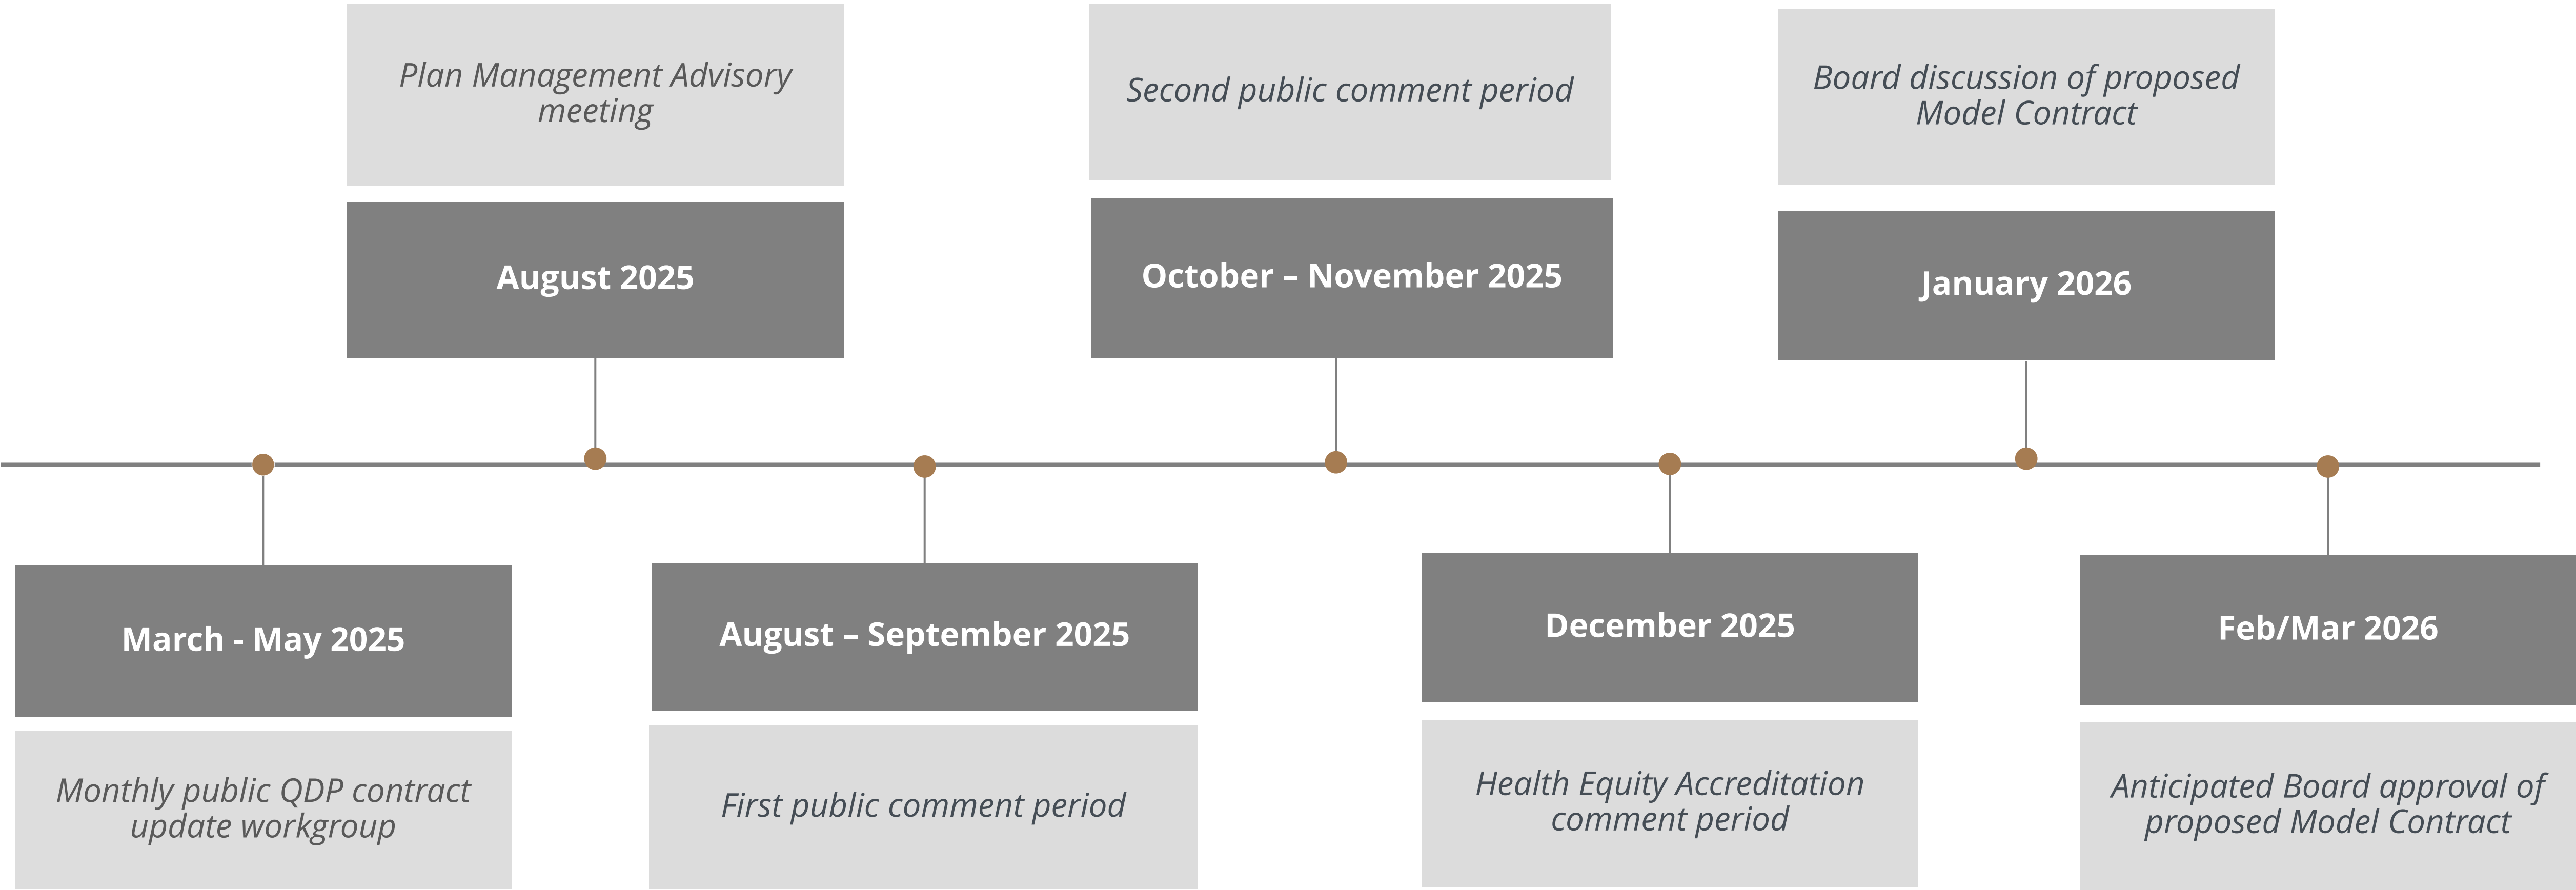 Plan Management Advisory
meeting
August 2025
Second public comment period
October – November 2025
Board discussion of proposed
Model Contract
January 2026
March - May 2025
Monthly public QDP contract
update workgroup
August – September 2025
First public comment period
December 2025
Health Equity Accreditation
comment period
Feb/Mar 2026
Anticipated Board approval of
proposed Model Contract